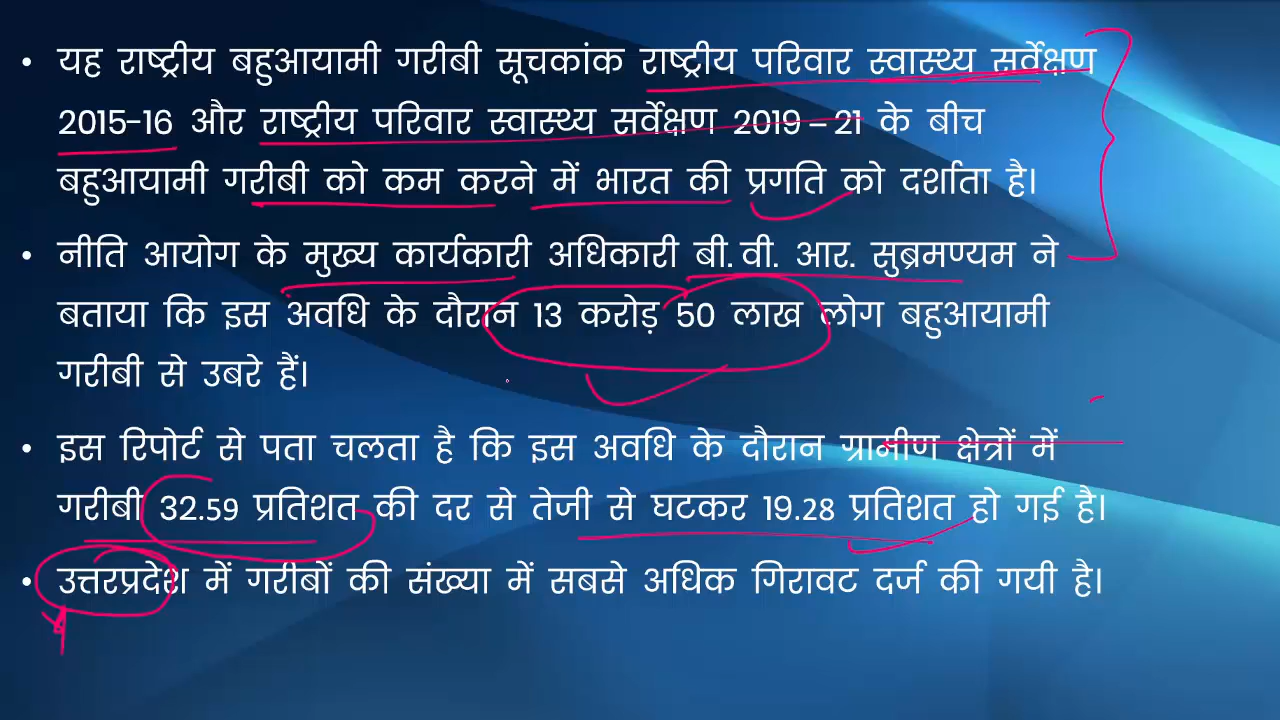 • यह राष्ट्रीय बहुआयामी गरीबी सूचकांक राष्ट्रीय परिवार स्वास्थ्य सर्वेक्षण
2015-16 और राष्ट्रीय परिवार स्वास्थ्य सर्वेक्षण 2019 – 21 के बीच
बहुआयामी गरीबी को कम करने में भारत की प्रगति को दर्शाता है।
• नीति आयोग के मुख्य कार्यकारी अधिकारी बी. वी. आर. सुब्रमण्यम ने
बताया कि इस अवधि के दौरान 13 करोड़ 50 लाख लोग बहुआयामी
गरीबी से उबरे हैं।
• इस रिपोर्ट से पता चलता है कि इस अवधि के दौरान ग्रामीण क्षेत्रों में
गरीबी 32.59 प्रतिशत की दर से तेजी से घटकर 19.28 प्रतिशत हो गई है।
• उत्तरप्रदेश में गरीबों की संख्या में सबसे अधिक गिरावट दर्ज की गयी है।